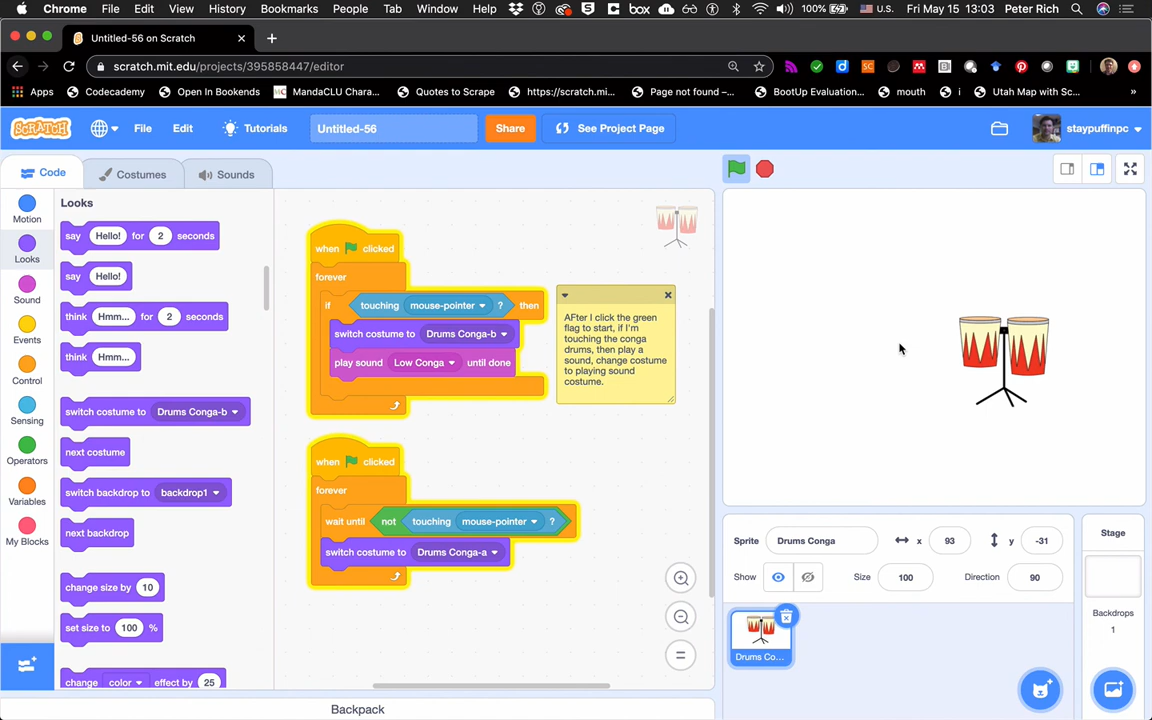 Chrome File Edit View History Bookmarks People Tab Window Help box 100% U.S. Fri May 15 13:03 Peter Rich
Untitled-56 on Scratch
scratch.mit.edu/projects/395858447/editor
Apps Codecademy Open In Bookends MandaCLU Chara... Quotes to Scrape https://scratch.mi... Page not found –... BootUp Evaluation... mouth i Utah Map with Sc... »
SCRATCH File Edit Tutorials Untitled-56 Share See Project Page staypuffinpc
Code Costumes Sounds
Motion
Looks
Sound
Events
Control
Sensing
Operators
Variables
My Blocks
Looks
say Hello! for 2 seconds
say Hello!
think Hmm... for 2 seconds
think Hmm...
switch costume to Drums Conga-b
next costume
switch backdrop to backdrop1
next backdrop
change size by 10
set size to 100 %
change color effect by 25
when clicked
forever
if touching mouse-pointer ? then
switch costume to Drums Conga-b
play sound Low Conga until done
AFter I click the green
flag to start, if I'm
touching the conga
drums, then play a
sound, change costume
to playing sound
costume.
when clicked
forever
wait until not touching mouse-pointer ?
switch costume to Drums Conga-a
Backpack
Sprite Drums Conga x 93 y -31
Show Size 100 Direction 90
Drums Co...
Stage
Backdrops
1